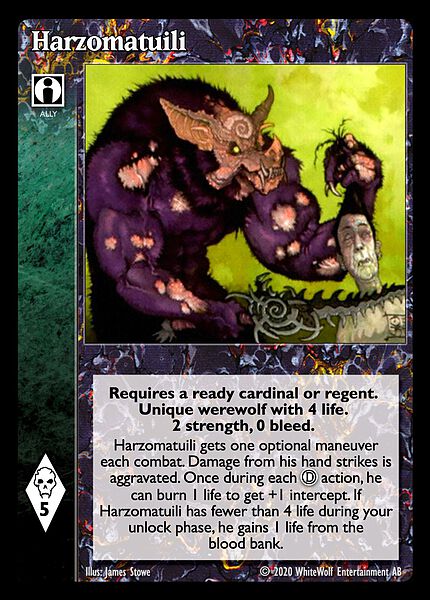 Harzomatuili
ALLY
Requires a ready cardinal or regent.
Unique werewolf with 4 life.
2 strength, 0 bleed.
Harzomatuili gets one optional maneuver
each combat. Damage from his hand strikes is
aggravated. Once during each Ⓓ action, he
can burn 1 life to get +1 intercept. If
Harzomatuili has fewer than 4 life during your
unlock phase, he gains 1 life from the
blood bank.
5
Illus: James Stowe
© 2020 WhiteWolf Entertainment AB